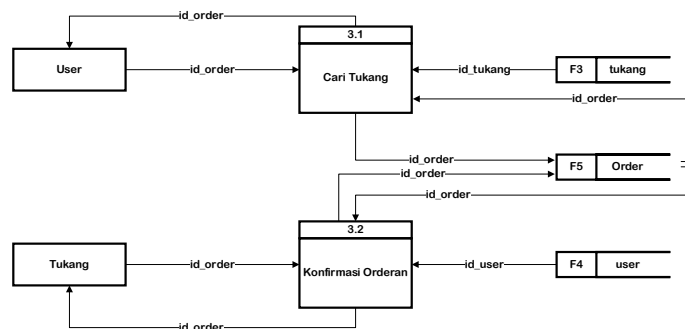 id_order
3.1
User
id_order
Cari Tukang
id_tukang
F3 tukang
id_order
id_order
F5 Order
id_order
id_order
3.2
Tukang
id_order
Konfirmasi Orderan
id_user
F4 user
id_order